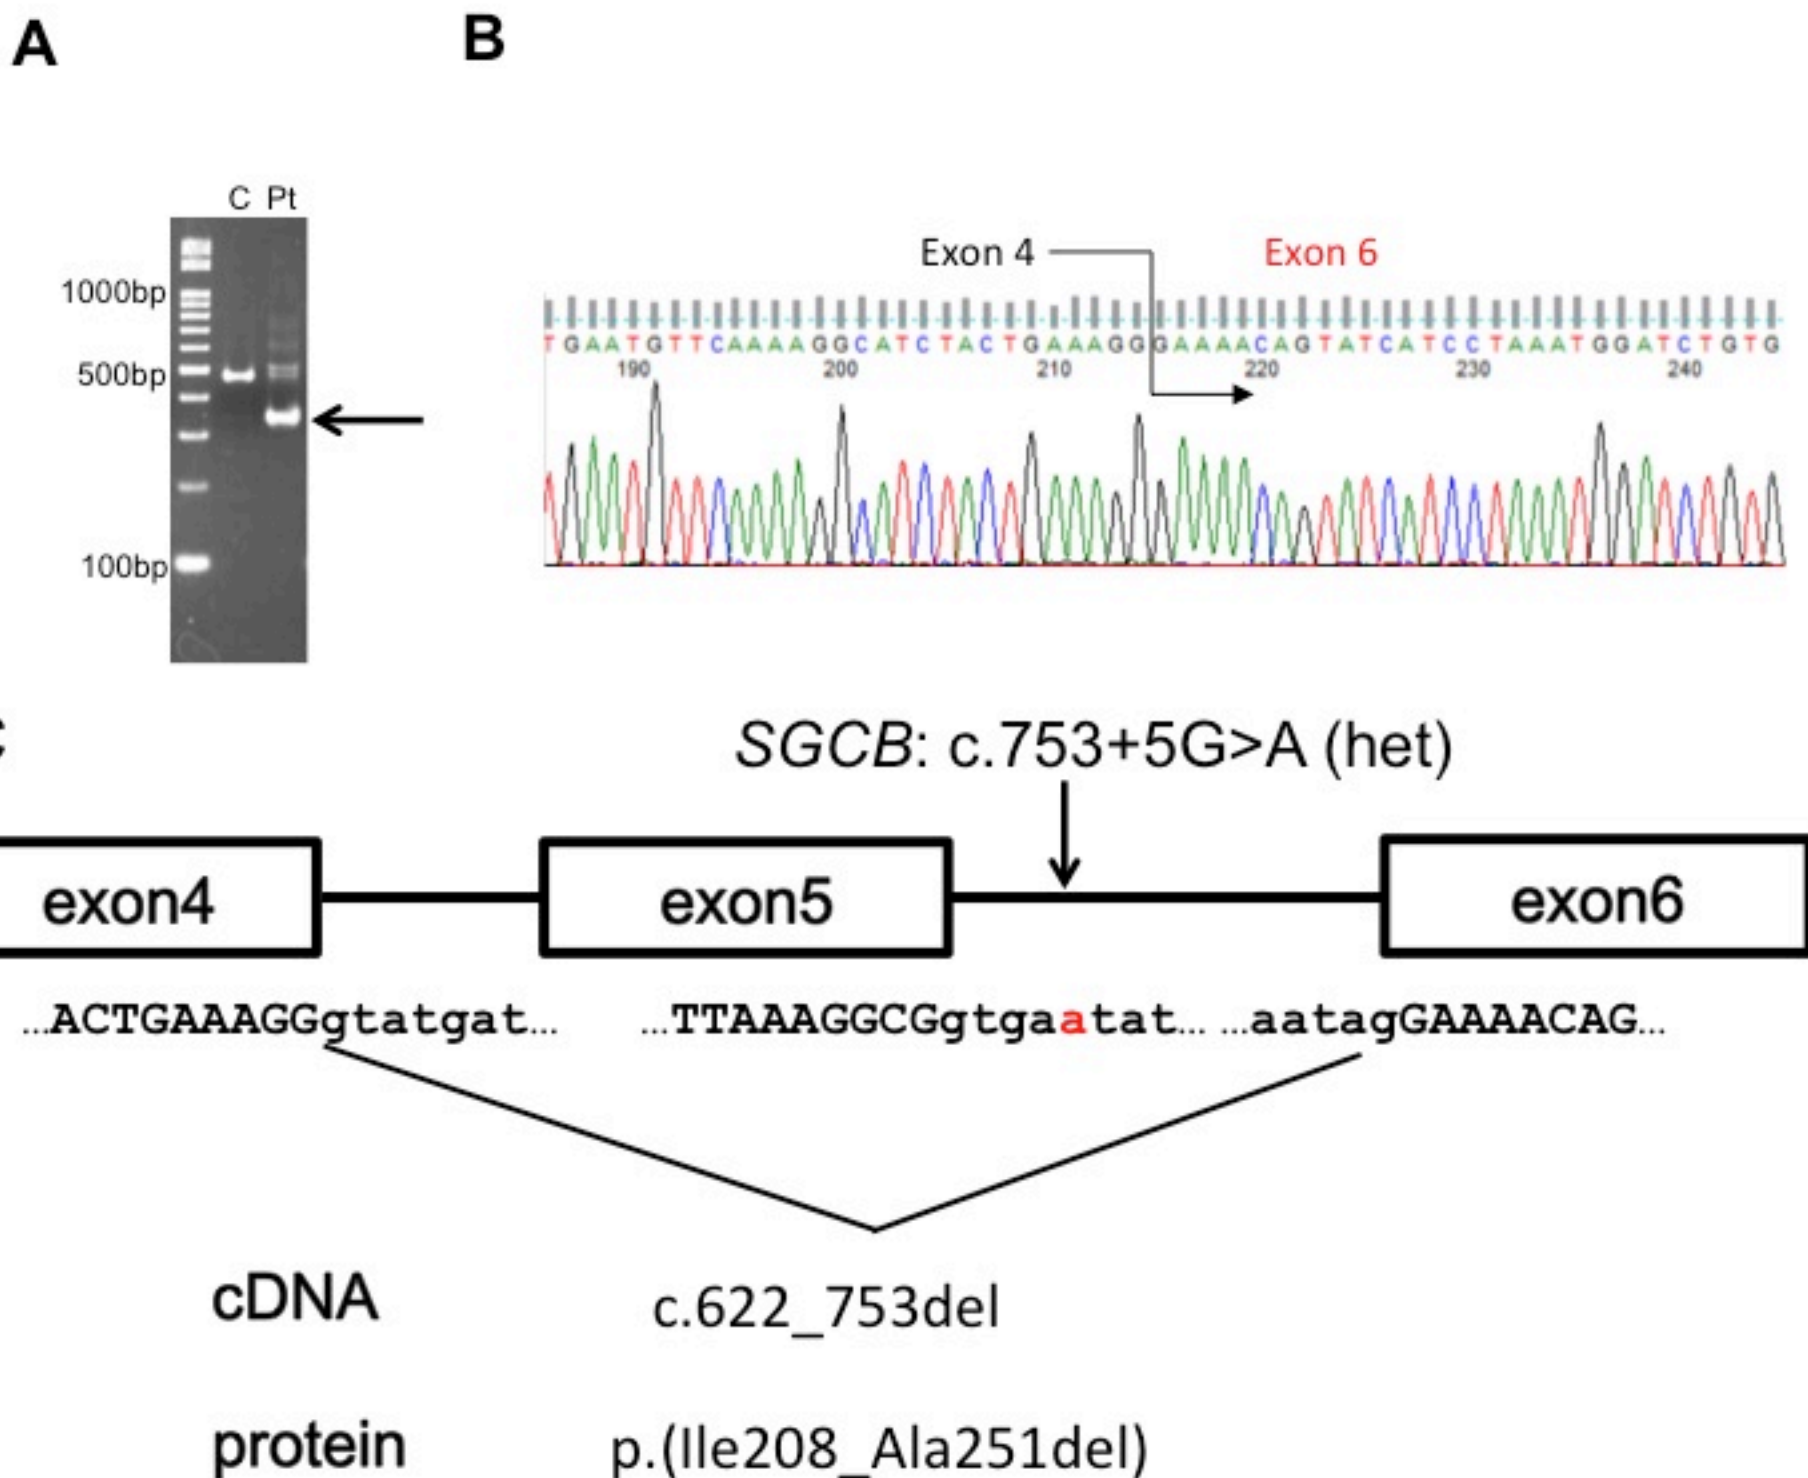 A
B
C Pt
1000bp
500bp
100bp
Exon 4
Exon 6
TGAATGTTCAAAAGGCATCTACTGAAAGGGAAAACAGTATCATCCTAAATGGATCTGTG
190 200 210 220 230 240
SGCB: c.753+5G>A (het)
exon4
exon5
exon6
...ACTGAAAGGgtatgat...
...TTAAAGGCGgtgaatat...
...aatagGAAAACAG...
cDNA
c.622_753del
protein
p.(Ile208_Ala251del)